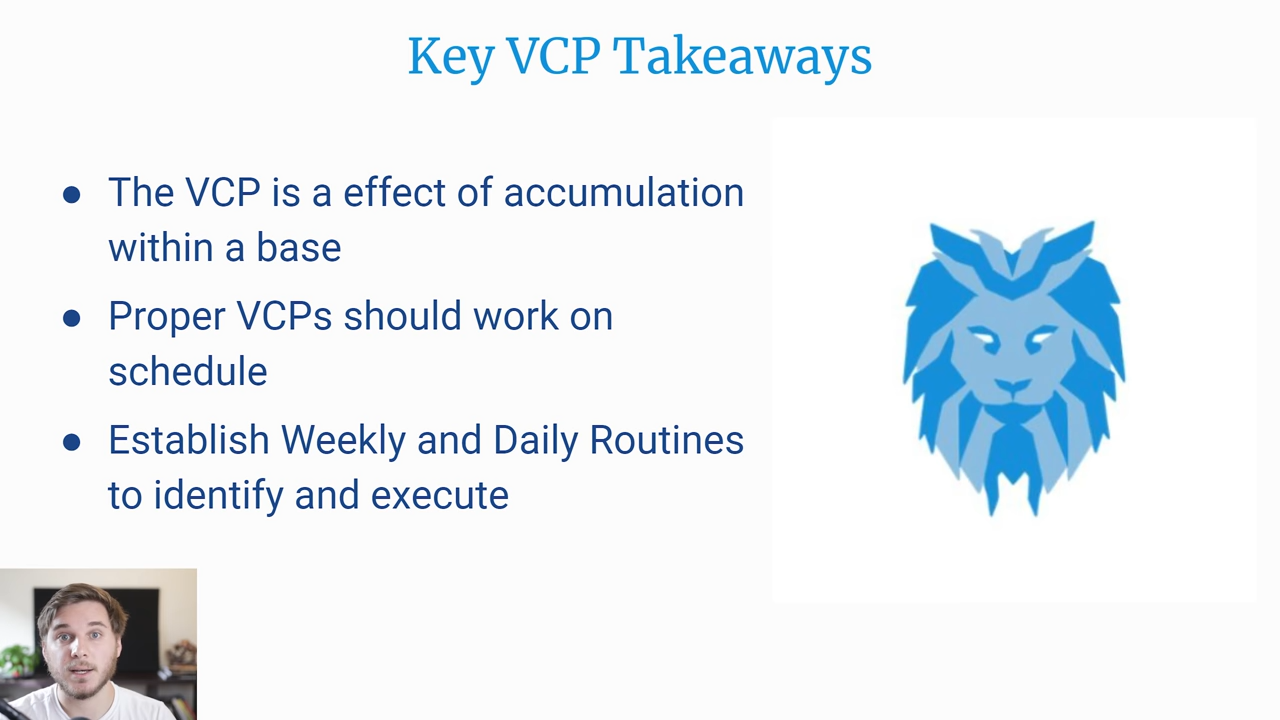 Key VCP Takeaways
● The VCP is a effect of accumulation
within a base
● Proper VCPs should work on
schedule
● Establish Weekly and Daily Routines
to identify and execute